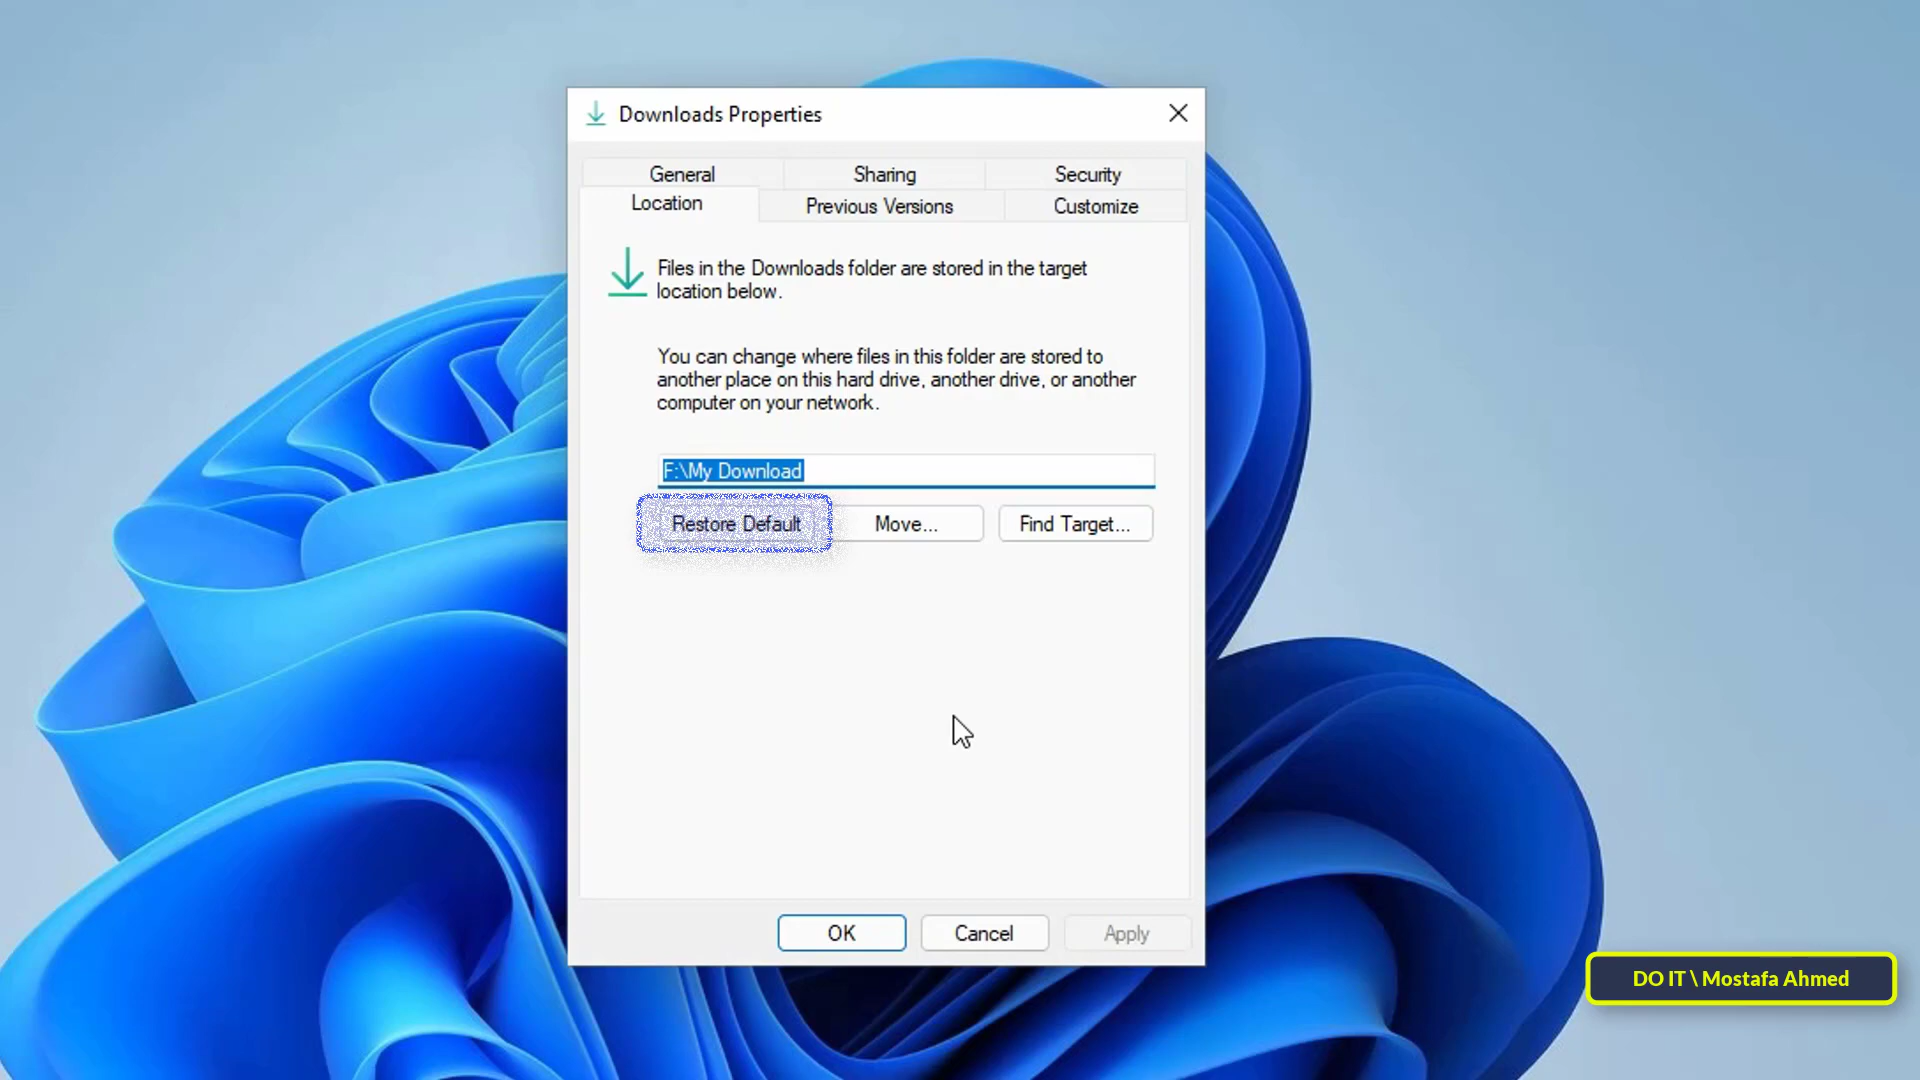 Downloads Properties
General Sharing Security
Location Previous Versions Customize
Files in the Downloads folder are stored in the target
location below.
You can change where files in this folder are stored to
another place on this hard drive, another drive, or another
computer on your network.
F:\My Download
Restore Default Move... Find Target...
OK Cancel Apply
DO IT \ Mostafa Ahmed